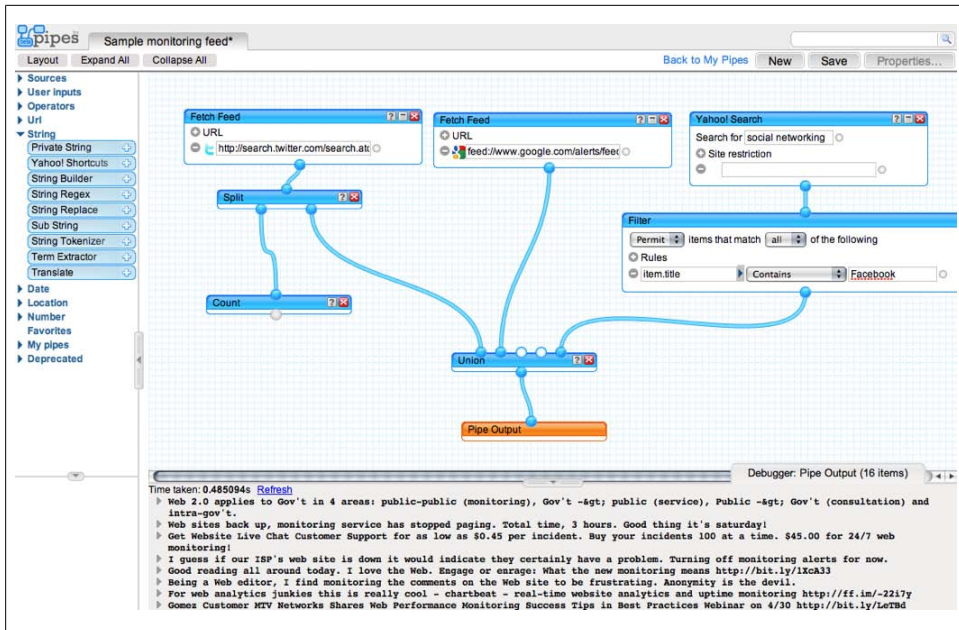 pipes
Sample monitoring feed*
Layout Expand All Collapse All
Back to My Pipes New Save Properties...
Sources
User inputs
Operators
Url
String
Private String
Yahoo! Shortcuts
String Builder
String Regex
String Replace
Sub String
String Tokenizer
Term Extractor
Translate
Date
Location
Number
Favorites
My pipes
Deprecated
Fetch Feed
URL
http://search.twitter.com/search.atc
Fetch Feed
URL
feed://www.google.com/alerts/feec
Yahoo! Search
Search for social networking
Site restriction
Split
Filter
Permit items that match all of the following
Rules
item.title Contains Facebook
Count
Union
Pipe Output
Debugger: Pipe Output (16 items)
Time taken: 0.485094s Refresh
Web 2.0 applies to Gov't in 4 areas: public-public (monitoring), Gov't -&gt; public (service), Public -&gt; Gov't (consultation) and
intra-gov't.
Web sites back up, monitoring service has stopped paging. Total time, 3 hours. Good thing it's saturday!
Get Website Live Chat Customer Support for as low as $0.45 per incident. Buy your incidents 100 at a time. $45.00 for 24/7 web
monitoring!
I guess if our ISP's web site is down it would indicate they certainly have a problem. Turning off monitoring alerts for now.
Good reading all around today. I love the Web. Engage or enrage: What the new monitoring means http://bit.ly/1XcA33
Being a Web editor, I find monitoring the comments on the Web site to be frustrating. Anonymity is the devil.
For web analytics junkies this is really cool - chartbeat - real-time website analytics and uptime monitoring http://ff.im/-22i7y
Gomez Customer MTV Networks Shares Web Performance Monitoring Success Tips in Best Practices Webinar on 4/30 http://bit.ly/LeTBd